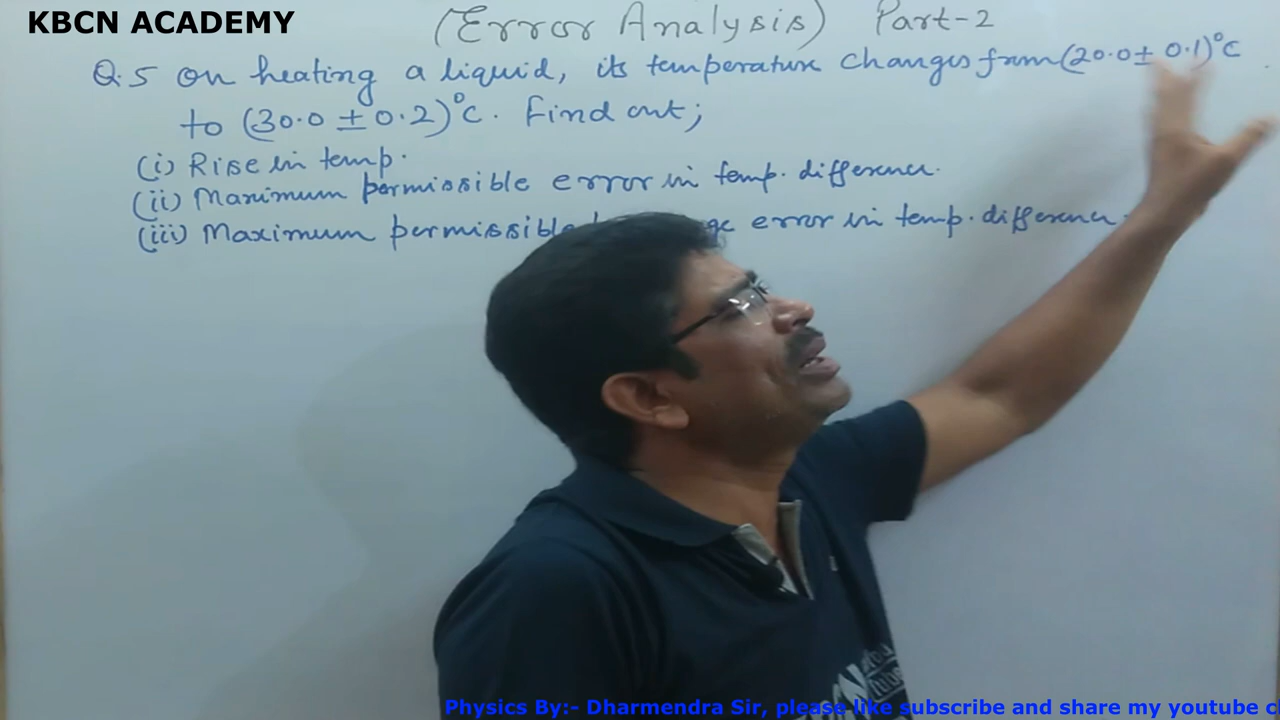 KBCN ACADEMY
(Error Analysis) Part-2
Q.5 On heating a liquid, its temperature changes from (20.0 ± 0.1)°C
to (30.0 ± 0.2)°C. Find out;
(i) Rise in temp.
(ii) Maximum permissible error in temp. difference.
(iii) Maximum permissible error in temp. difference.
Physics By:- Dharmendra Sir, please like subscribe and share my youtube c